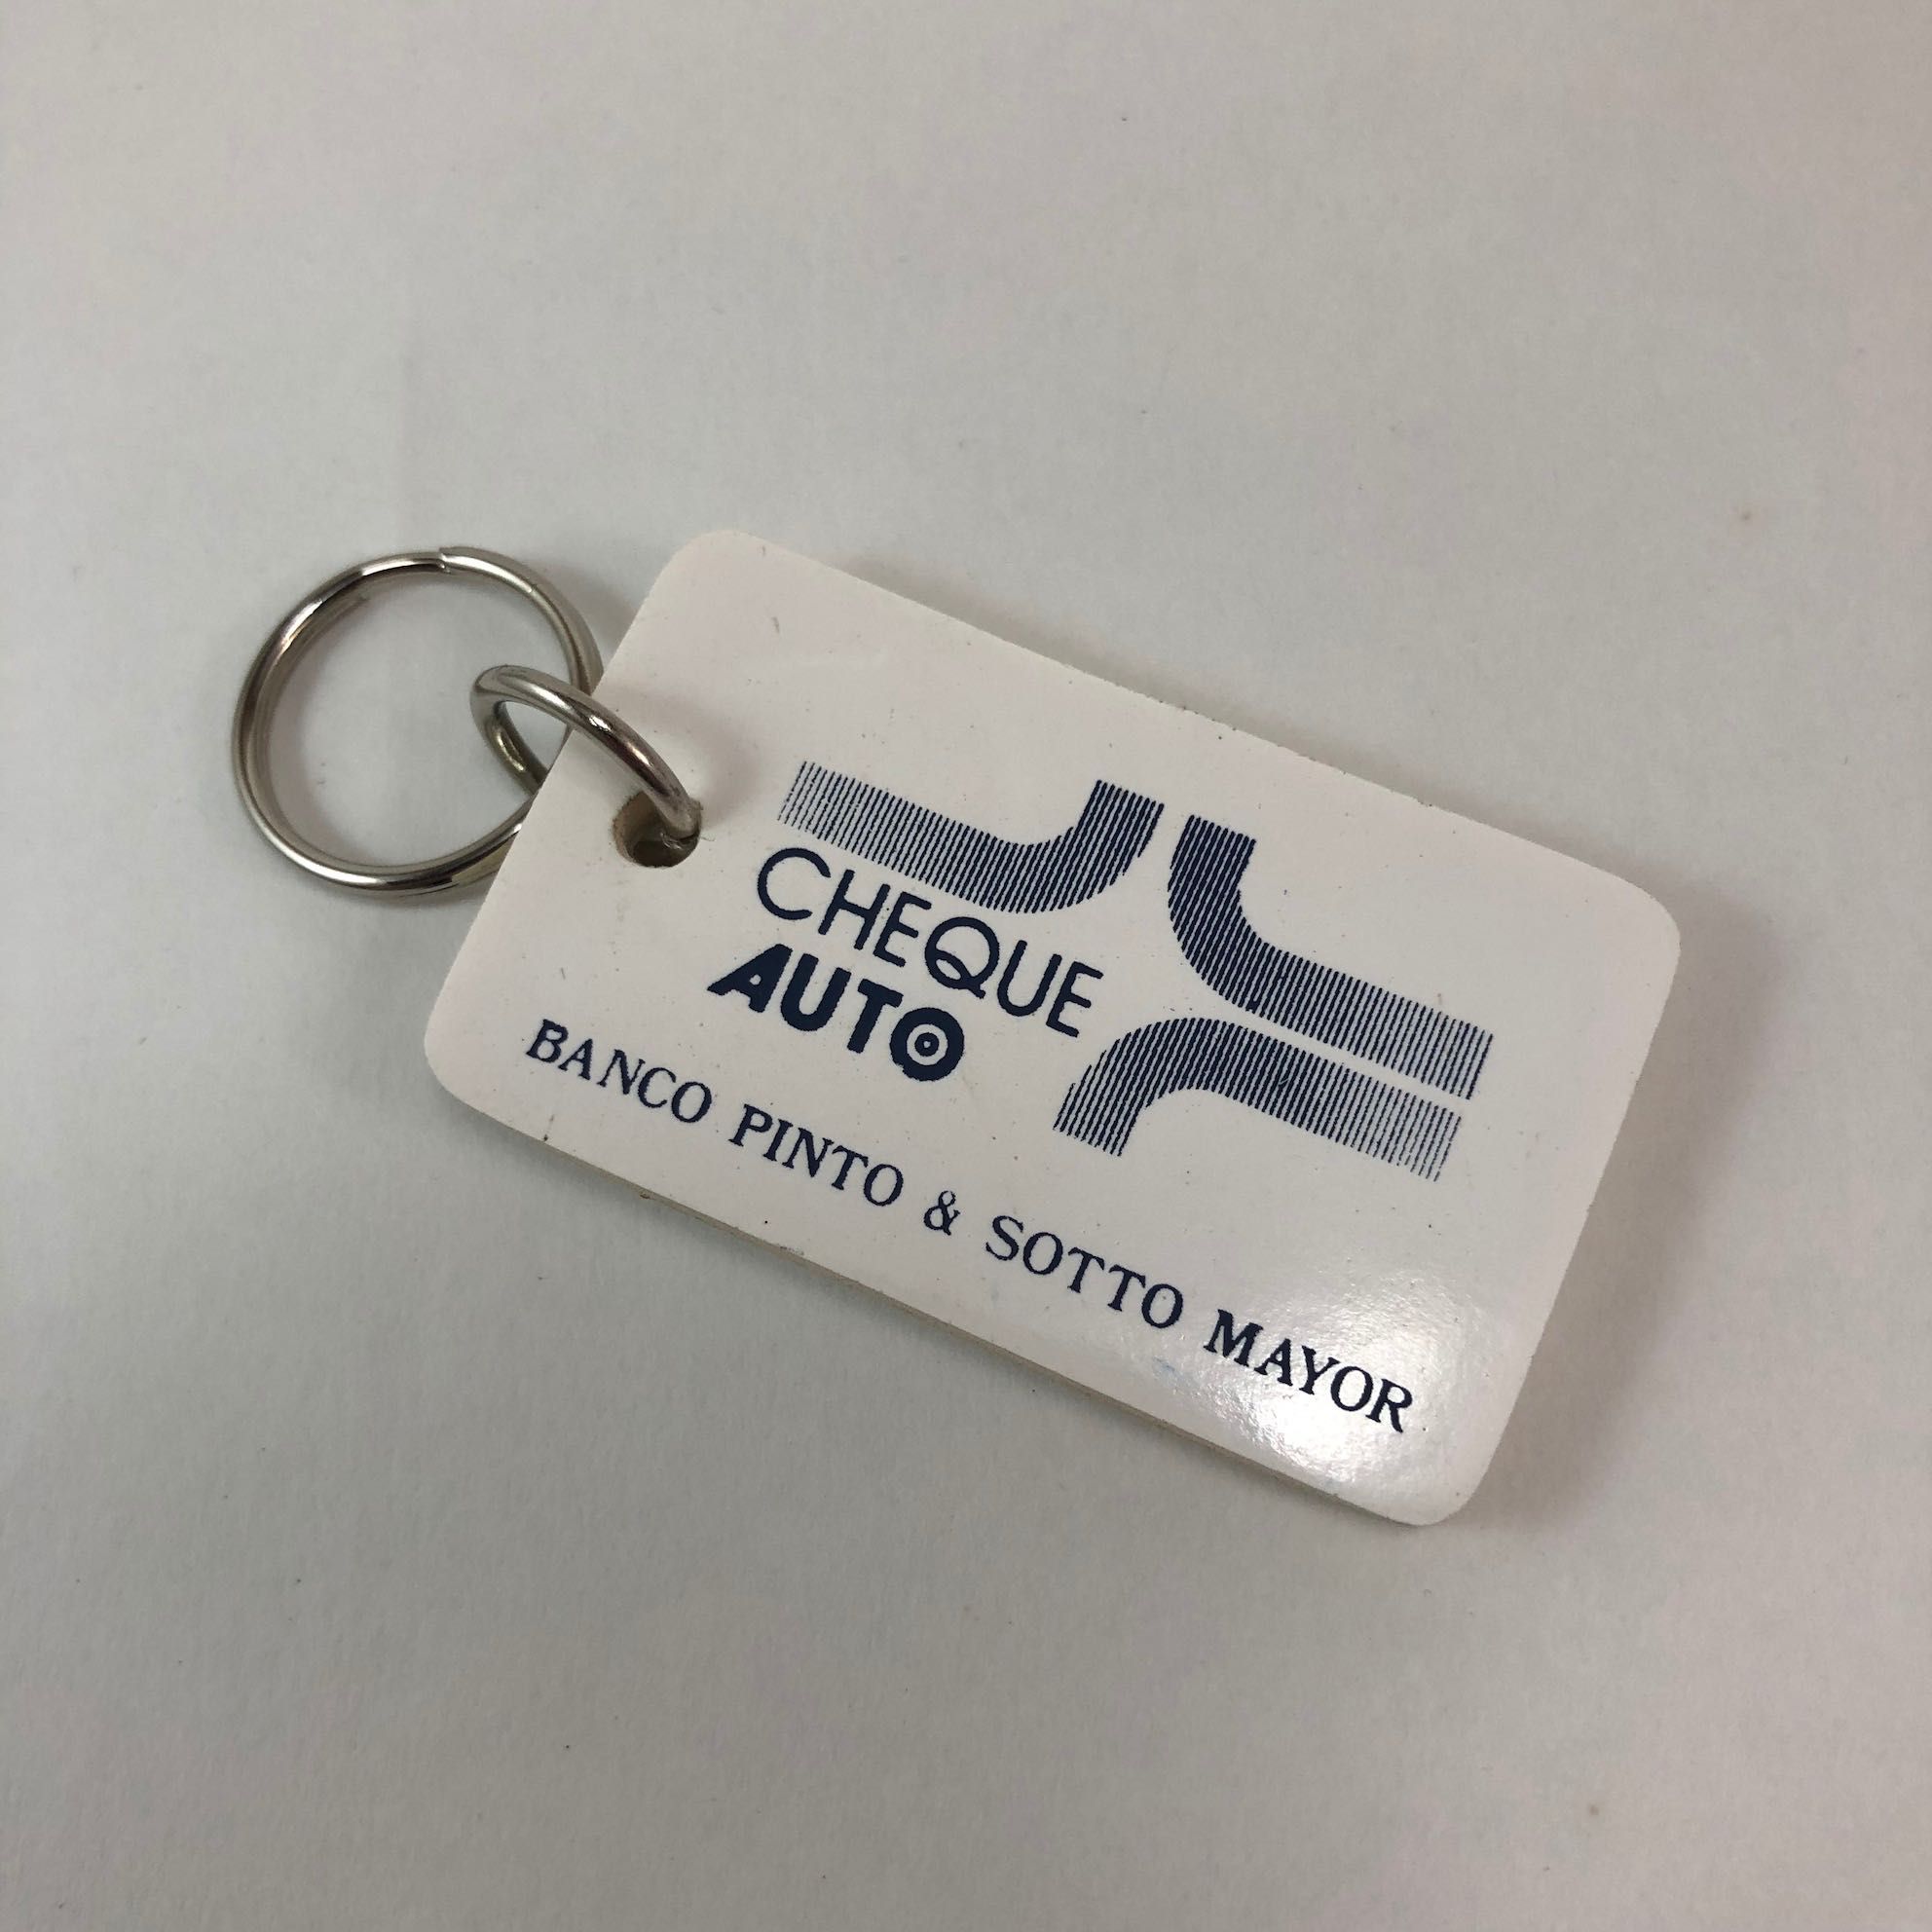 CHEQUE
AUTO
BANCO PINTO & SOTTO MAYOR